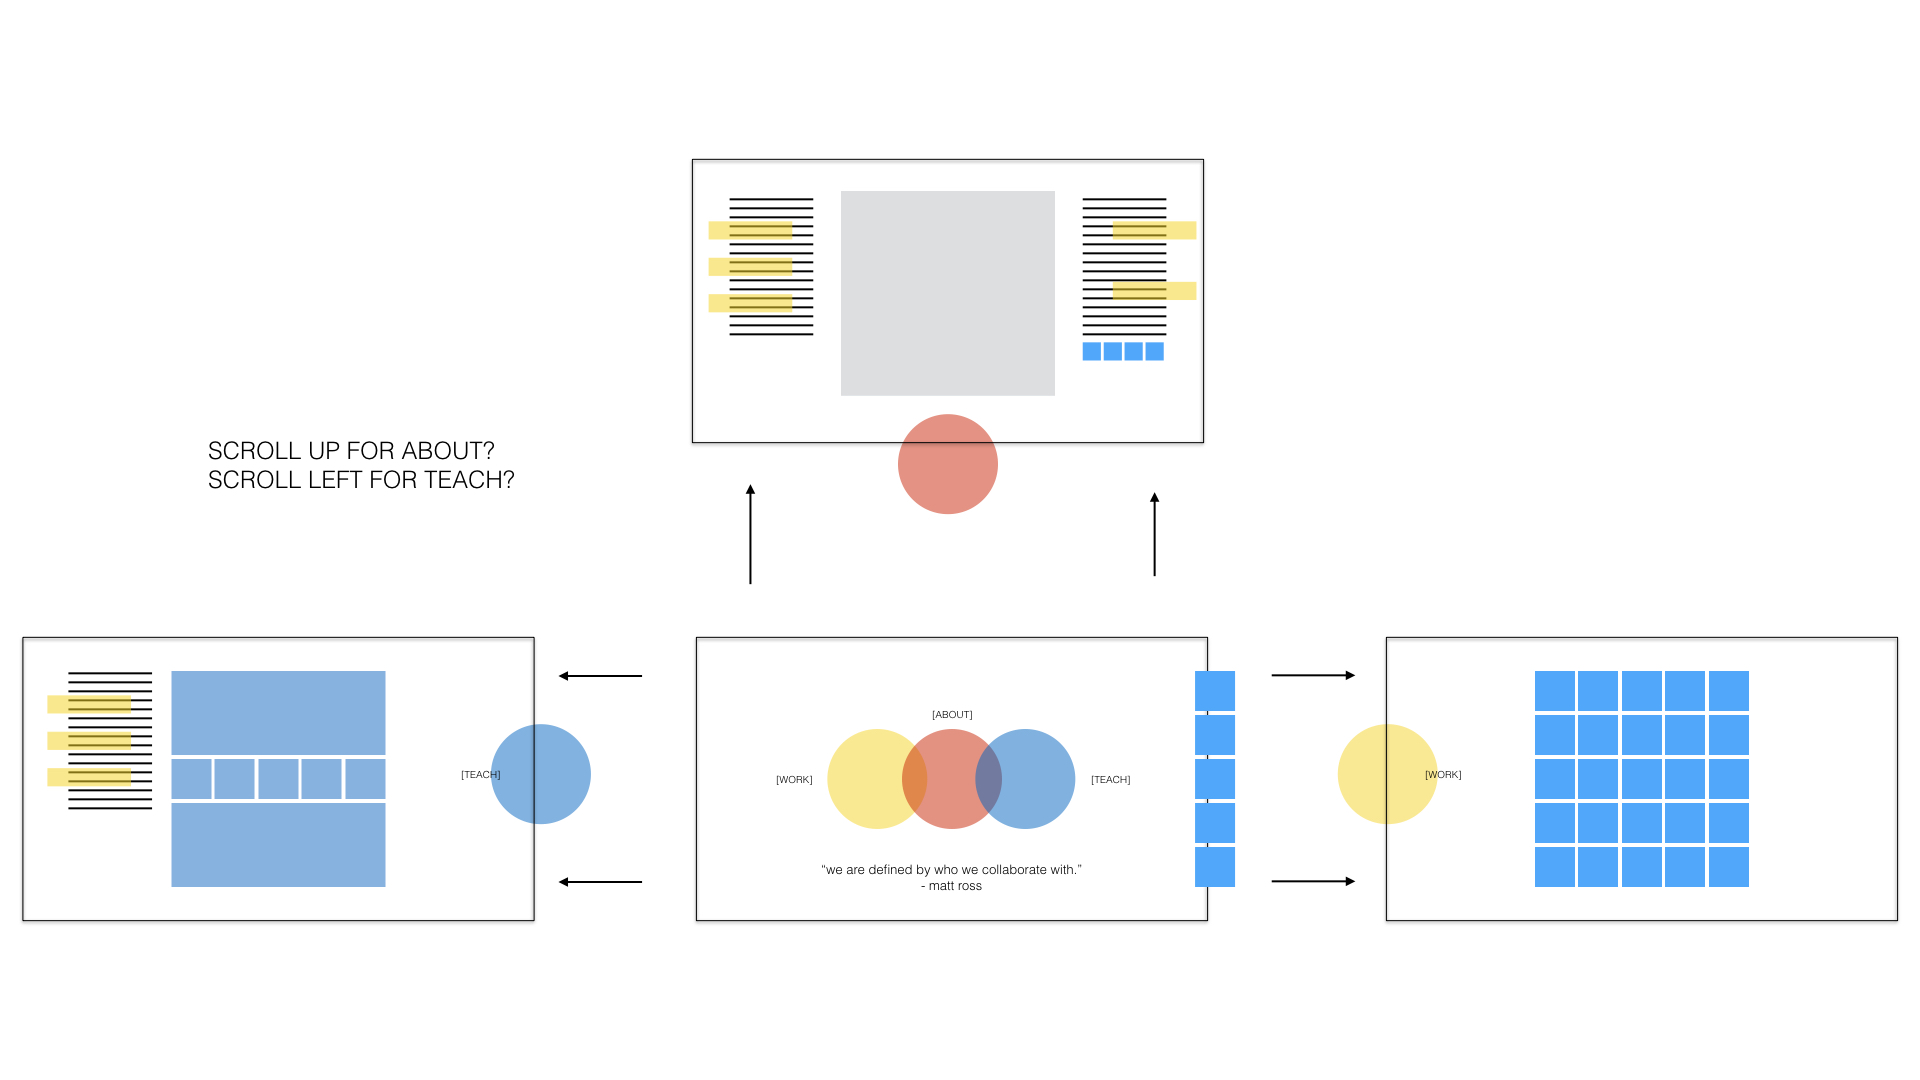 SCROLL UP FOR ABOUT?
SCROLL LEFT FOR TEACH?
[TEACH]
[ABOUT]
[WORK]
[TEACH]
“we are defined by who we collaborate with.”
- matt ross
[WORK]